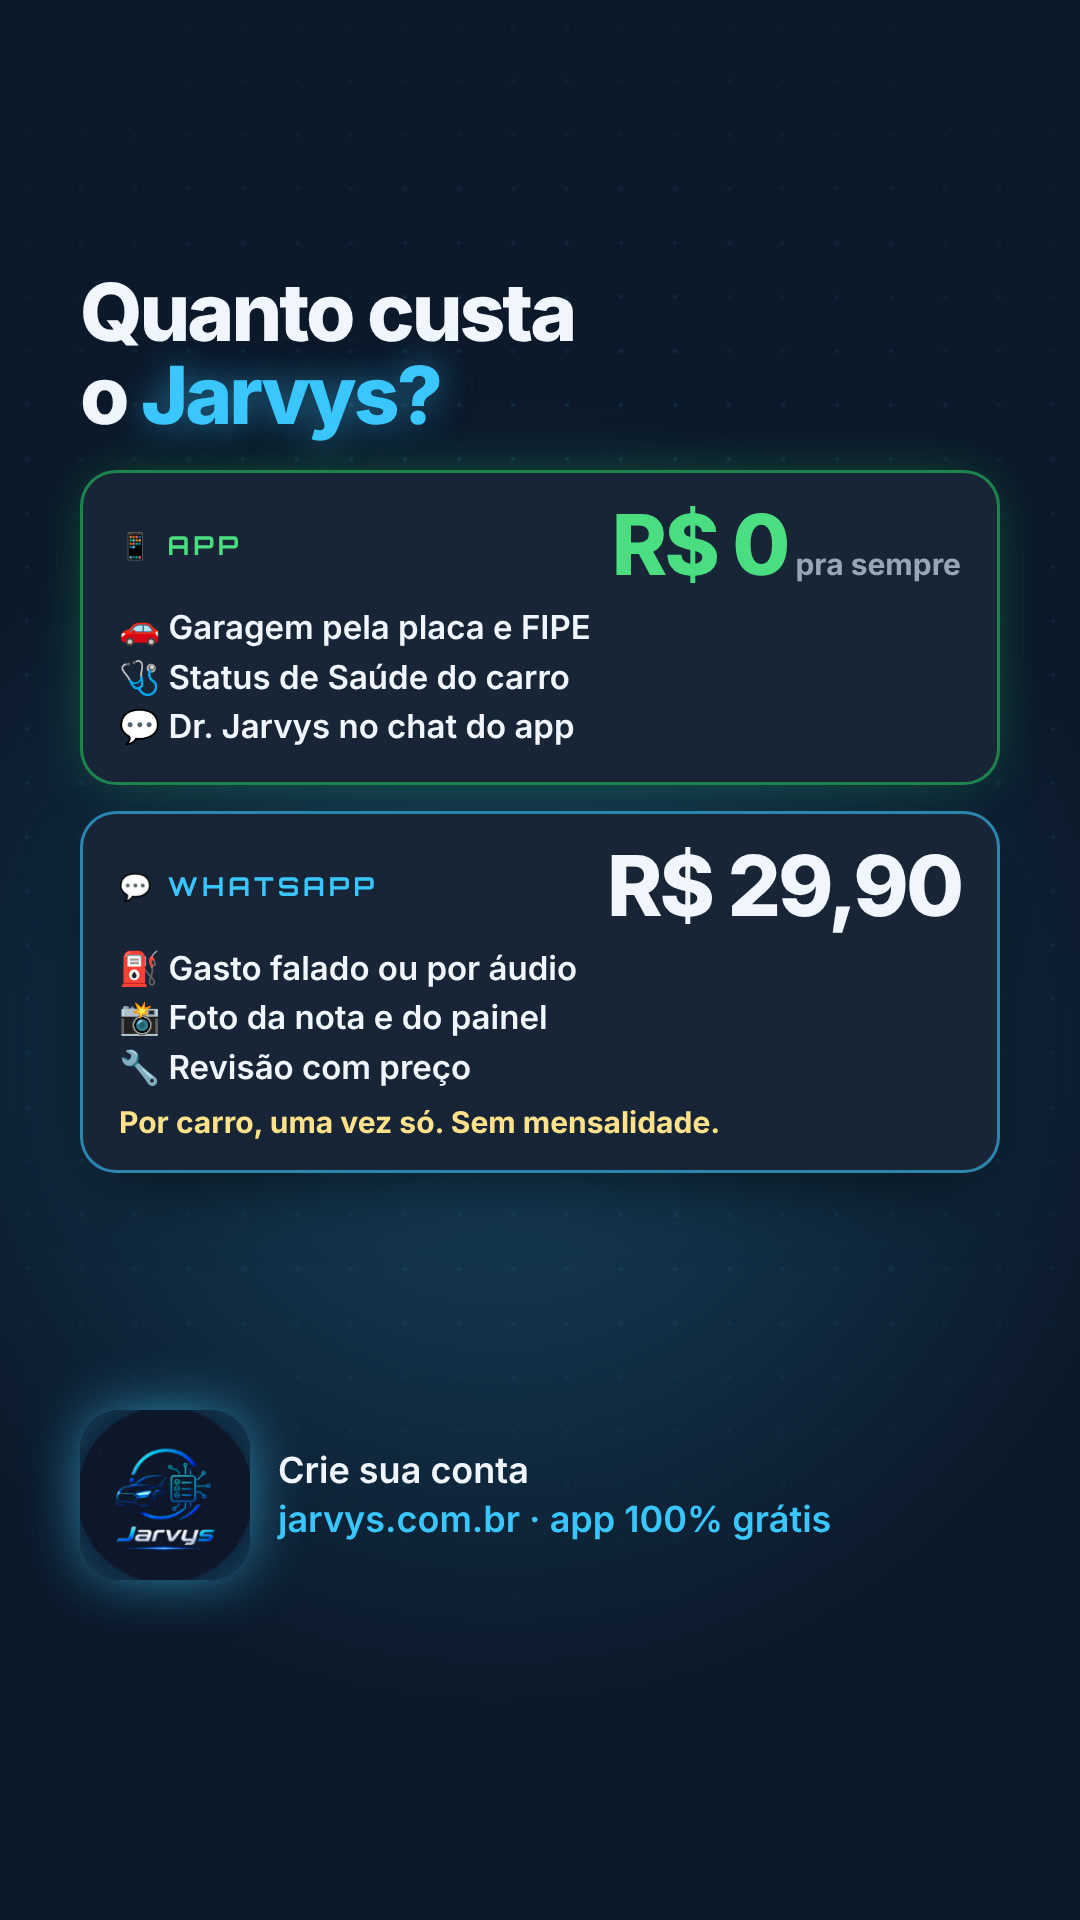 Quanto custa
o Jarvys?
📱 APP
R$ 0 pra sempre
🚗 Garagem pela placa e FIPE
🩺 Status de Saúde do carro
💬 Dr. Jarvys no chat do app
💬 WHATSAPP
R$ 29,90
⛽ Gasto falado ou por áudio
📸 Foto da nota e do painel
🔧 Revisão com preço
Por carro, uma vez só. Sem mensalidade.
Jarvys
Crie sua conta
jarvys.com.br · app 100% grátis